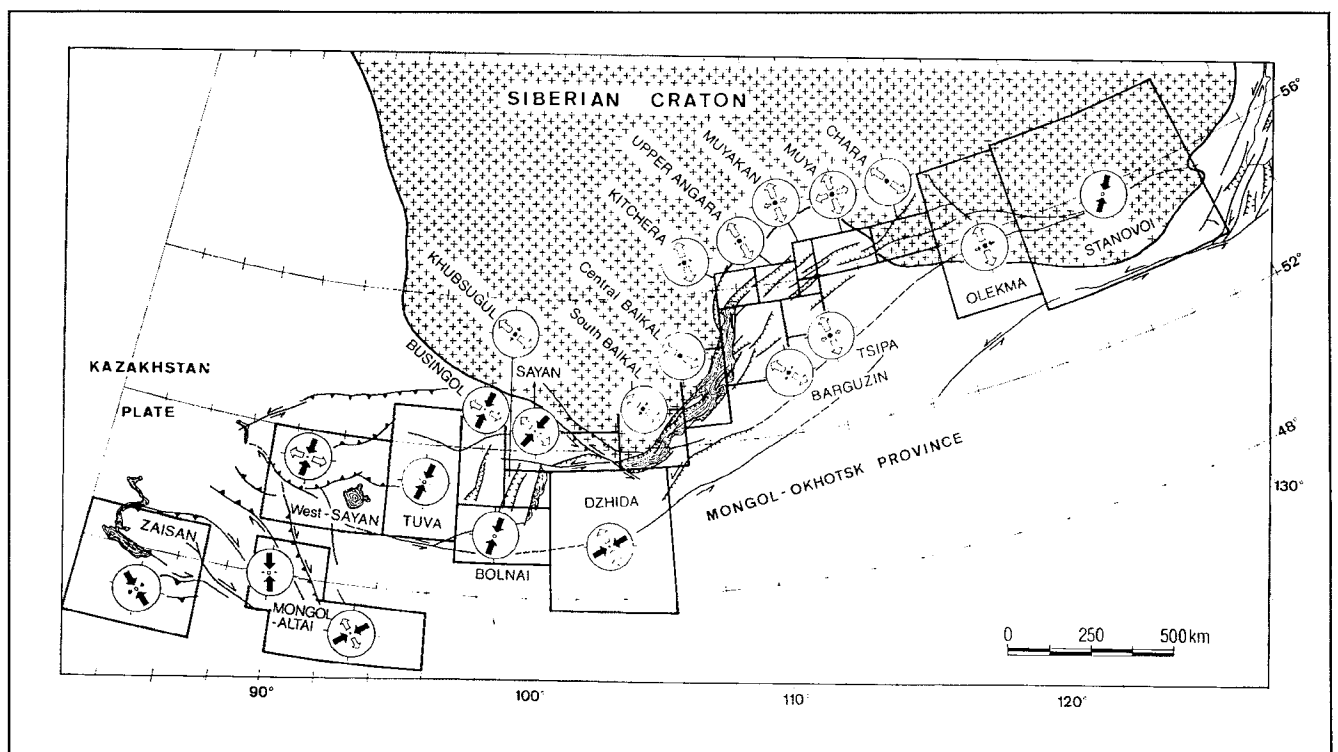 SIBERIAN CRATON
56°
CHARA
MUYA
MUYAKAN
UPPER ANGARA
KITCHERA
STANOVOI
52°
OLEKMA
KHUBSUGUL
Central BAIKAL
South BAIKAL
TSIPA
BARGUZIN
BUSINGOL
SAYAN
KAZAKHSTAN
PLATE
48°
MONGOL-OKHOTSK PROVINCE
130°
DZHIDA
West-SAYAN
TUVA
ZAISAN
BOLNAI
MONGOL
-ALTAI
0 250 500 km
90° 100° 110° 120°